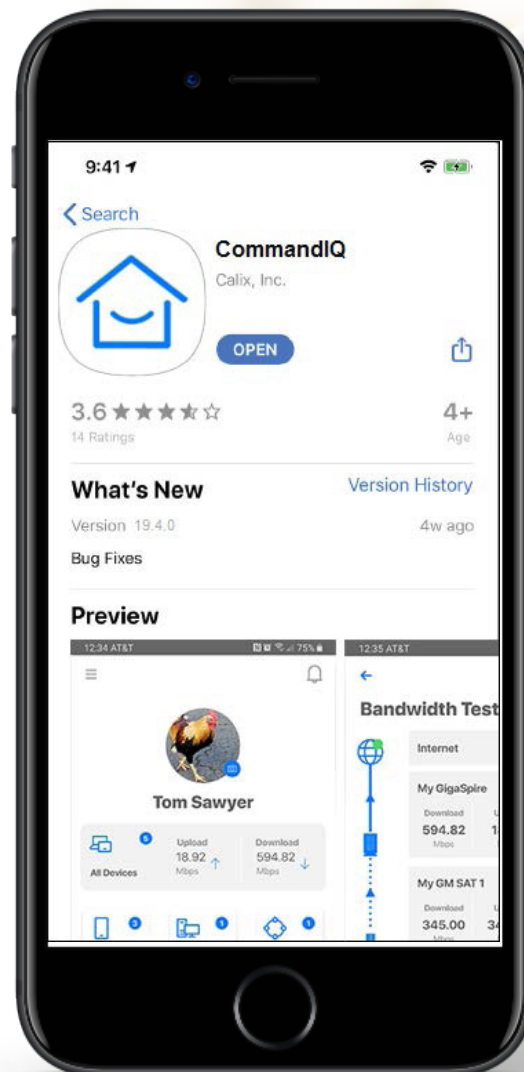 9:41
Search
CommandIQ
Calix, Inc.
OPEN
3.6
4+
14 Ratings
Age
What's New
Version History
Version 19.4.0
4w ago
Bug Fixes
Preview
12:34 AT&T
75%
12:35 AT&T
Bandwidth Test
Internet
Tom Sawyer
My GigaSpire
Download
594.82
Mbps
5
All Devices
Upload
18.92
Mbps
Download
594.82
Mbps
My GM SAT 1
Download
345.00
Mbps
3
1
1